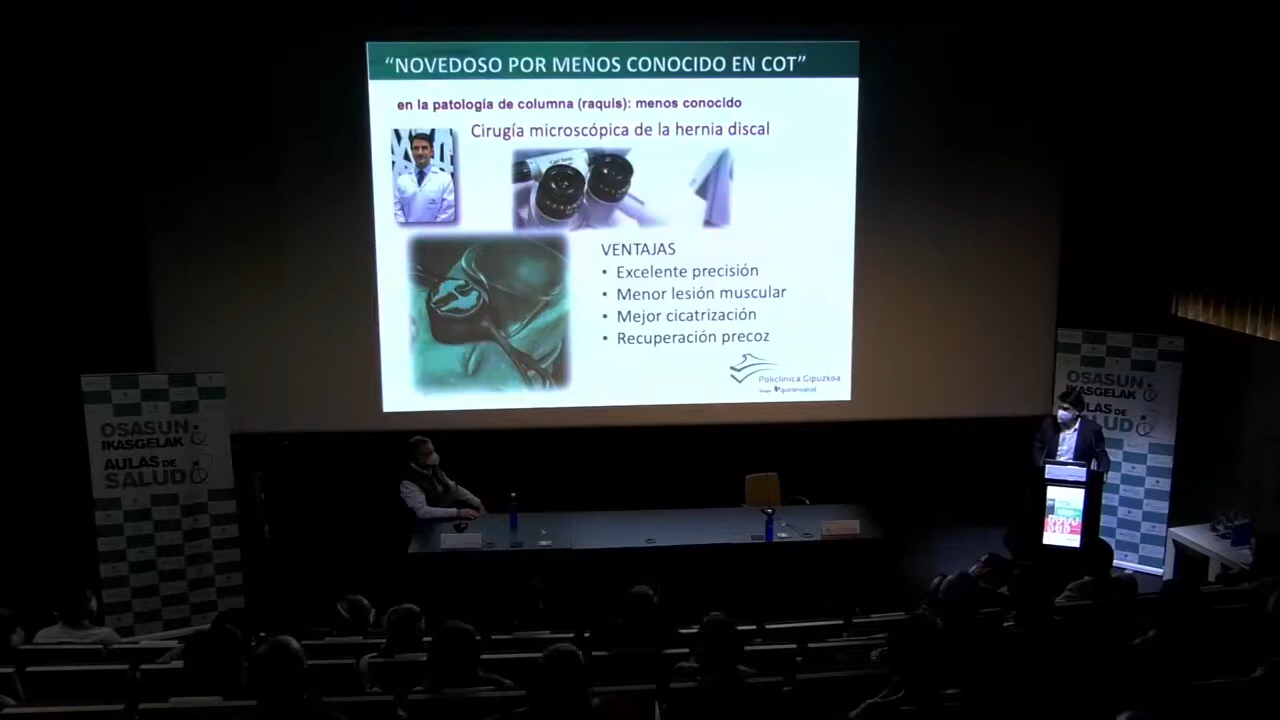 “NOVEDOSO POR MENOS CONOCIDO EN COT”
en la patología de columna (raquis): menos conocido
Cirugía microscópica de la hernia discal
VENTAJAS
• Excelente precisión
• Menor lesión muscular
• Mejor cicatrización
• Recuperación precoz
Policlínica Gipuzkoa
quirónsalud
OSASUN
IKASGELAK
AULAS DE
SALUD
OSASUN
IKASGELAK
AULAS DE
SALUD